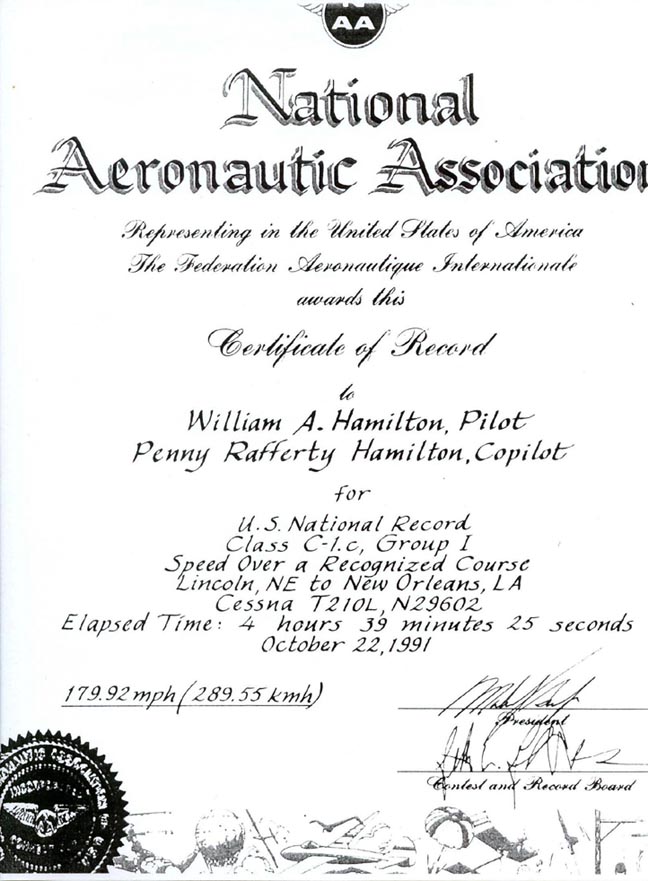 AA
National
Aeronautic Association
Representing in the United States of America
The Federation Aeronautique Internationale
awards this
Certificate of Record
to
William A. Hamilton, Pilot
Penny Rafferty Hamilton, Copilot
for
U.S. National Record
Class C-1.c, Group I
Speed Over a Recognized Course
Lincoln, NE to New Orleans, LA
Cessna T210L, N29602
Elapsed Time: 4 hours 39 minutes 25 seconds
October 22, 1991
179.92 mph (289.55 kmh)
President
Contest and Record Board